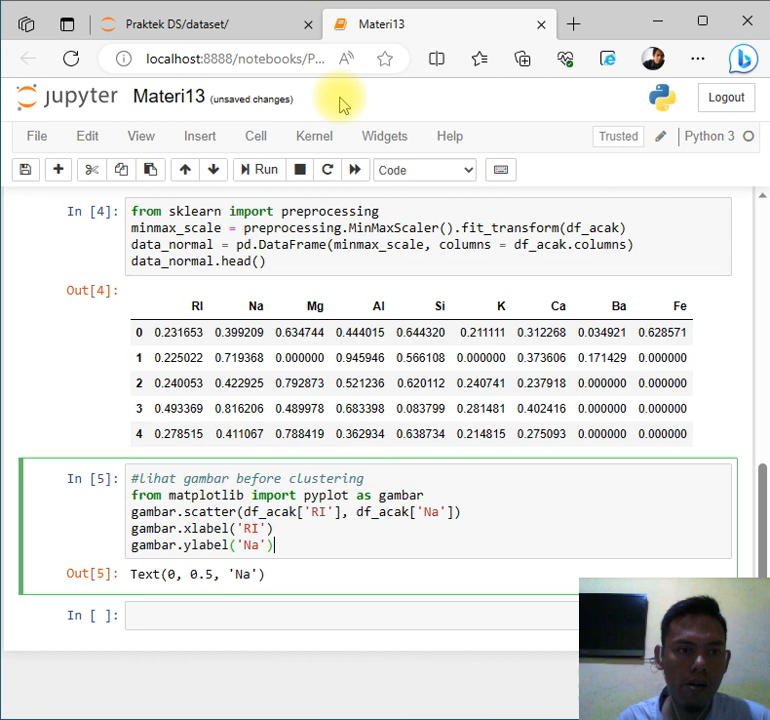 Praktek DS/dataset/
Materi13
localhost:8888/notebooks/P...
jupyter Materi13 (unsaved changes)
Logout
File Edit View Insert Cell Kernel Widgets Help
Trusted Python 3
Run Code
In [4]: from sklearn import preprocessing
minmax_scale = preprocessing.MinMaxScaler().fit_transform(df_acak)
data_normal = pd.DataFrame(minmax_scale, columns = df_acak.columns)
data_normal.head()
Out[4]:
RI Na Mg Al Si K Ca Ba Fe
0 0.231653 0.399209 0.634744 0.444015 0.644320 0.211111 0.312268 0.034921 0.628571
1 0.225022 0.719368 0.000000 0.945946 0.566108 0.000000 0.373606 0.171429 0.000000
2 0.240053 0.422925 0.792873 0.521236 0.620112 0.240741 0.237918 0.000000 0.000000
3 0.493369 0.816206 0.489978 0.683398 0.083799 0.281481 0.402416 0.000000 0.000000
4 0.278515 0.411067 0.788419 0.362934 0.638734 0.214815 0.275093 0.000000 0.000000
In [5]: #lihat gambar before clustering
from matplotlib import pyplot as gambar
gambar.scatter(df_acak['RI'], df_acak['Na'])
gambar.xlabel('RI')
gambar.ylabel('Na')
Out[5]: Text(0, 0.5, 'Na')
In [ ]: